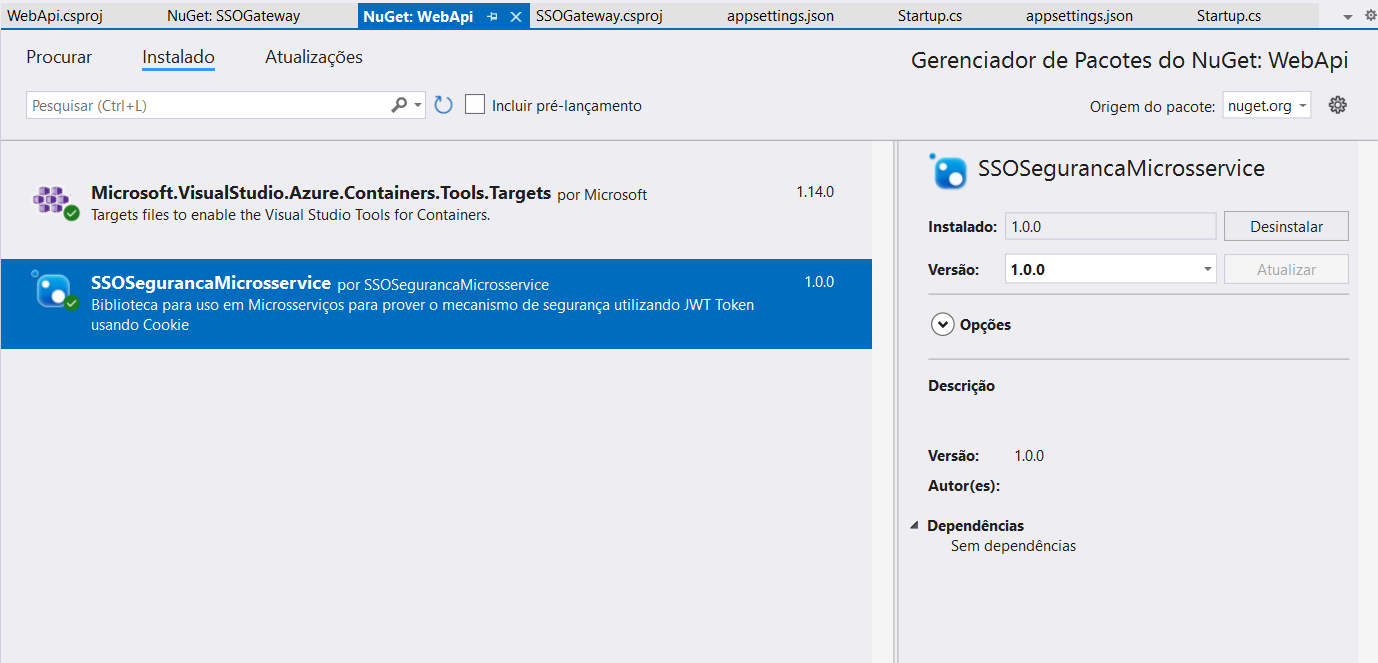 WebApi.csproj NuGet: SSOGateway NuGet: WebApi SSOGateway.csproj appsettings.json Startup.cs appsettings.json Startup.cs
Procurar Instalado Atualizações
Gerenciador de Pacotes do NuGet: WebApi
Pesquisar (Ctrl+L) Incluir pré-lançamento
Origem do pacote: nuget.org
Microsoft.VisualStudio.Azure.Containers.Tools.Targets por Microsoft 1.14.0
Targets files to enable the Visual Studio Tools for Containers.
SSOSegurancaMicrosservice por SSOSegurancaMicrosservice 1.0.0
Biblioteca para uso em Microsserviços para prover o mecanismo de segurança utilizando JWT Token
usando Cookie
SSOSegurancaMicrosservice
Instalado: 1.0.0 Desinstalar
Versão: 1.0.0 Atualizar
Opções
Descrição
Versão: 1.0.0
Autor(es):
Dependências
Sem dependências